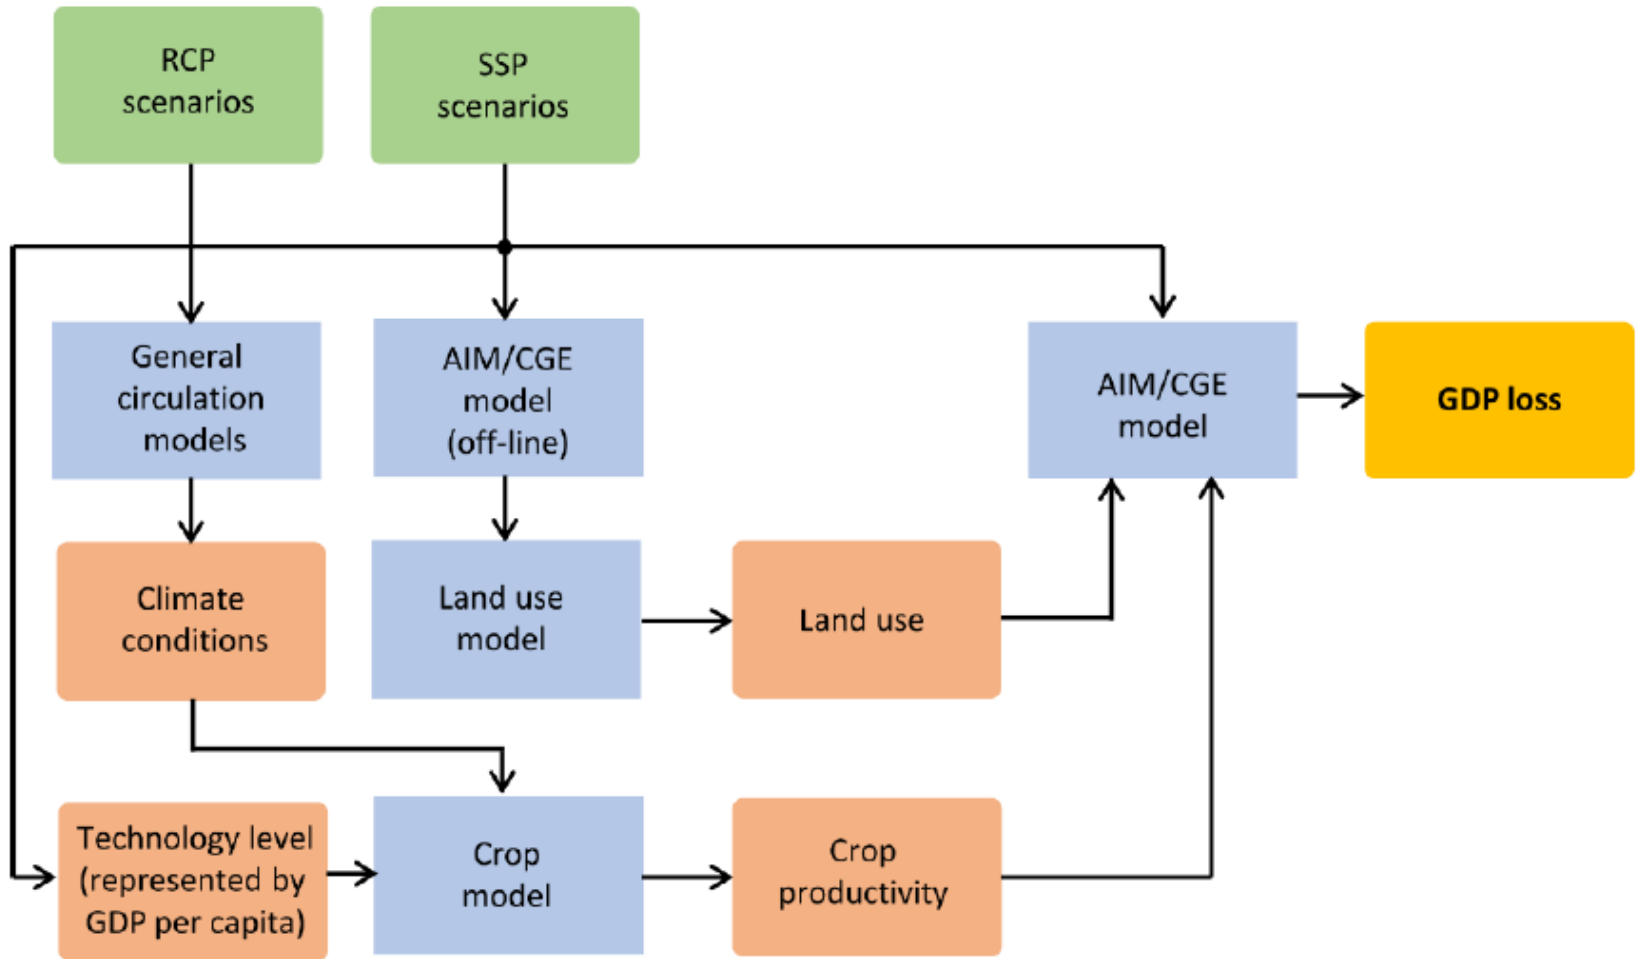 RCP
scenarios
SSP
scenarios
General
circulation
models
AIM/CGE
model
(off-line)
AIM/CGE
model
GDP loss
Climate
conditions
Land use
model
Land use
Technology level
(represented by
GDP per capita)
Crop
model
Crop
productivity